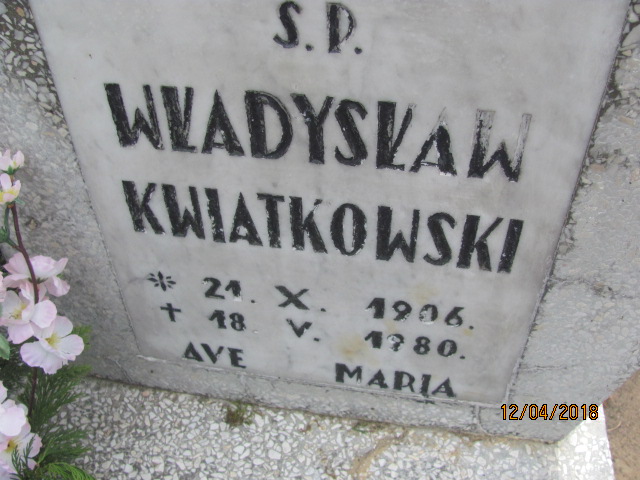 S.P.
WŁADYSŁAW
KWIATKOWSKI
* 21. X. 1906.
+ 18 V. 1980.
AVE MARIA
12/04/2018